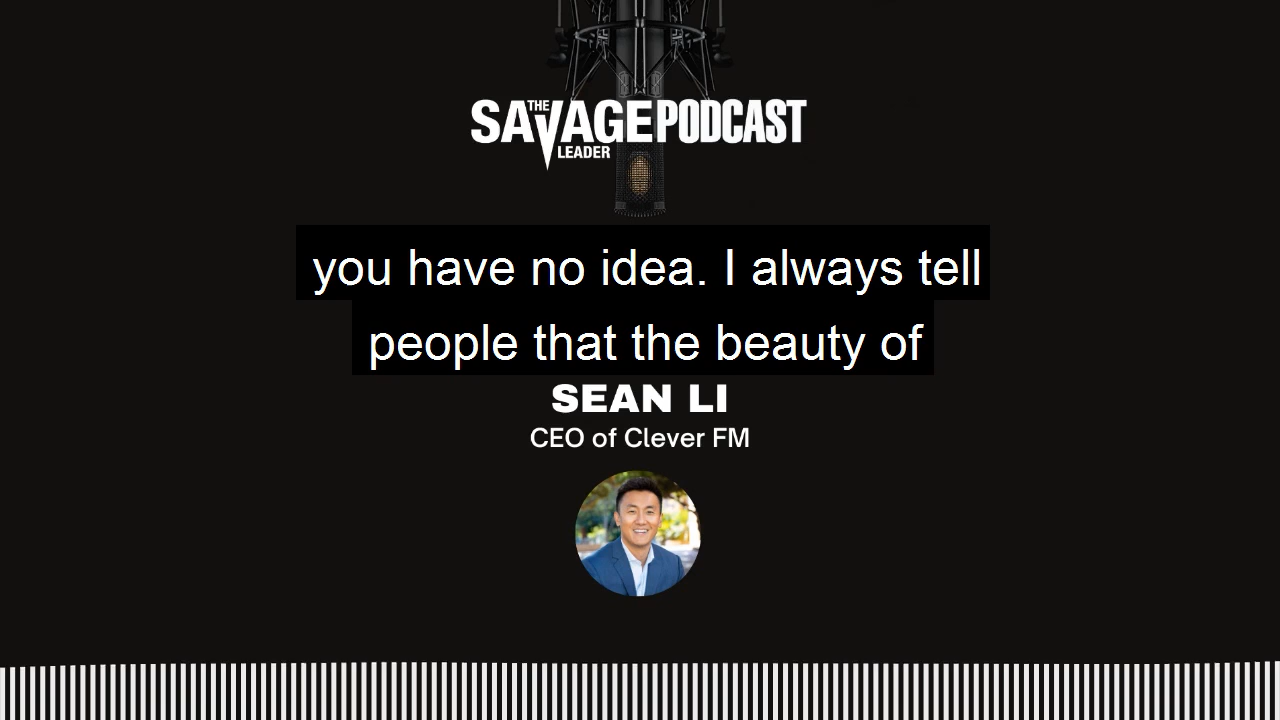 THE SAVAGE PODCAST
LEADER
you have no idea. I always tell
people that the beauty of
SEAN LI
CEO of Clever FM